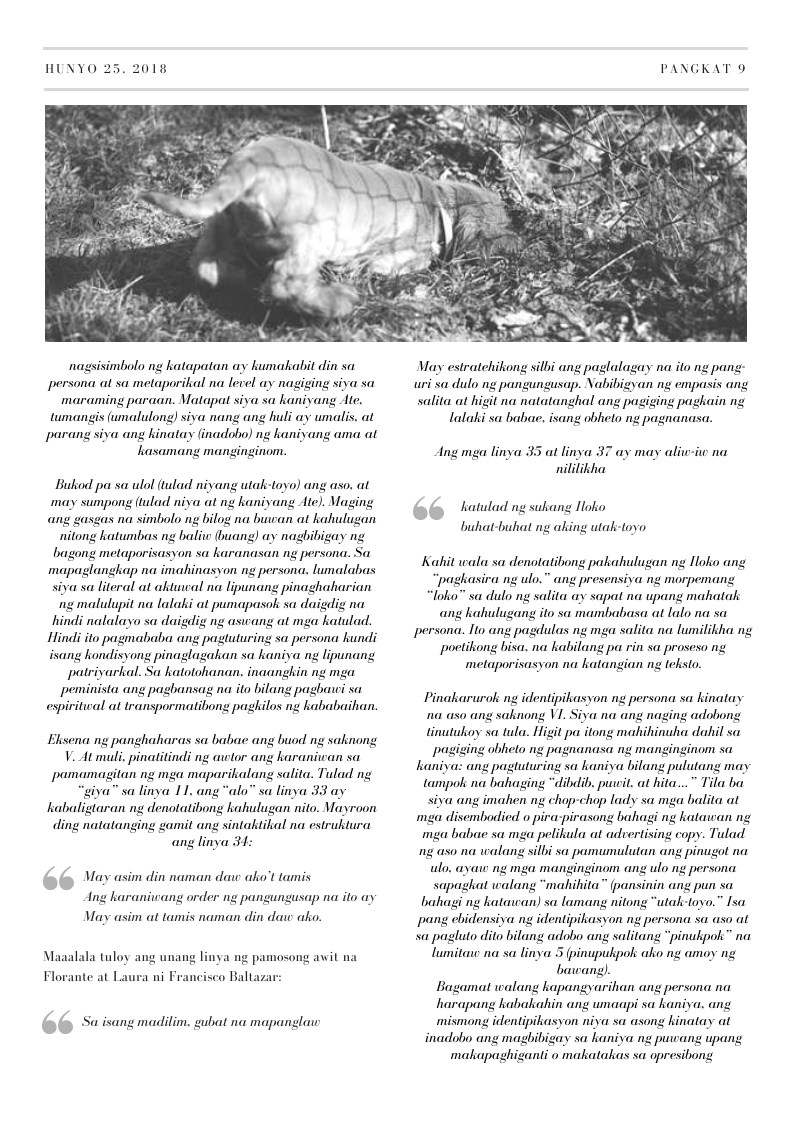 HUNYO 25, 2018
PANGKAT 9
nagsisimbolo ng katapatan ay kumakabit din sa
persona at sa metaporikal na level ay nagiging siya sa
maraming paraan. Matapat siya sa kaniyang Ate,
tumangis (umalulong) siya nang ang huli ay umalis, at
parang siya ang kinatay (inadobo) ng kaniyang ama at
kasamang manginginom.
Bukod pa sa ulol (tulad niyang utak-toyo) ang aso, at
may sumpong (tulad niya at ng kaniyang Ate). Maging
ang gasgas na simbolo ng bilog na buwan at kahulugan
nitong katumbas ng baliw (buang) ay nagbibigay ng
bagong metaporisasyon sa karanasan ng persona. Sa
mapaglangkap na imahinasyon ng persona, lumalabas
siya sa literal at aktuwal na lipunang pinaghaharian
ng malulupit na lalaki at pumapasok sa daigdig na
hindi nalalayo sa daigdig ng aswang at mga katulad.
Hindi ito pagmababa ang pagtuturing sa persona kundi
isang kondisyong pinaglagakan sa kaniya ng lipunang
patriyarkal. Sa katotohanan, inaangkin ng mga
peminista ang pagbansag na ito bilang pagbawi sa
espiritwal at transpormatibong pagkilos ng kababaihan.
Eksena ng panghaharas sa babae ang buod ng saknong
V. At muli, pinatitindi ng awtor ang karaniwan sa
pamamagitan ng mga maparikalang salita. Tulad ng
“giya” sa linya 11, ang “alo” sa linya 33 ay
kabaligtaran ng denotatibong kahulugan nito. Mayroon
ding natatanging gamit ang sintaktikal na estruktura
ang linya 34:
May asim din naman daw ako’t tamis
Ang karaniwang order ng pangungusap na ito ay
May asim at tamis naman din daw ako.
Maaalala tuloy ang unang linya ng pamosong awit na
Florante at Laura ni Francisco Baltazar:
Sa isang madilim, gubat na mapanglaw
May estratehikong silbi ang paglalagay na ito ng pang-
uri sa dulo ng pangungusap. Nabibigyan ng empasis ang
salita at higit na natatanghal ang pagiging pagkain ng
lalaki sa babae, isang obheto ng pagnanasa.
Ang mga linya 35 at linya 37 ay may aliw-iw na
nililikha
katulad ng sukang Iloko
buhat-buhat ng aking utak-toyo
Kahit wala sa denotatibong pakahulugan ng Iloko ang
“pagkasira ng ulo,” ang presensiya ng morpemang
“loko” sa dulo ng salita ay sapat na upang mahatak
ang kahulugang ito sa mambabasa at lalo na sa
persona. Ito ang pagdulas ng mga salita na lumilikha ng
poetikong bisa, na kabilang pa rin sa proseso ng
metaporisasyon na katangian ng teksto.
Pinakarurok ng identipikasyon ng persona sa kinatay
na aso ang saknong VI. Siya na ang naging adobong
tinutukoy sa tula. Higit pa itong mahihinuha dahil sa
pagiging obheto ng pagnanasa ng manginginom sa
kaniya: ang pagtuturing sa kaniya bilang pulutang may
tampok na bahaging “dibdib, puwit, at hita…” Tila ba
siya ang imahen ng chop-chop lady sa mga balita at
mga disembodied o pira-pirasong bahagi ng katawan ng
mga babae sa mga pelikula at advertising copy. Tulad
ng aso na walang silbi sa pamumulutan ang pinugot na
ulo, ayaw ng mga manginginom ang ulo ng persona
sapagkat walang “mahihita” (pansinin ang pun sa
bahagi ng katawan) sa lamang nitong “utak-toyo.” Isa
pang ebidensiya ng identipikasyon ng persona sa aso at
sa pagluto dito bilang adobo ang salitang “pinukpok” na
lumitaw na sa linya 5 (pinupukpok ako ng amoy ng
bawang).
Bagamat walang kapangyarihan ang persona na
harapang kabakahin ang umaapi sa kaniya, ang
mismong identipikasyon niya sa asong kinatay at
inadobo ang magbibigay sa kaniya ng puwang upang
makapaghiganti o makatakas sa opresibong